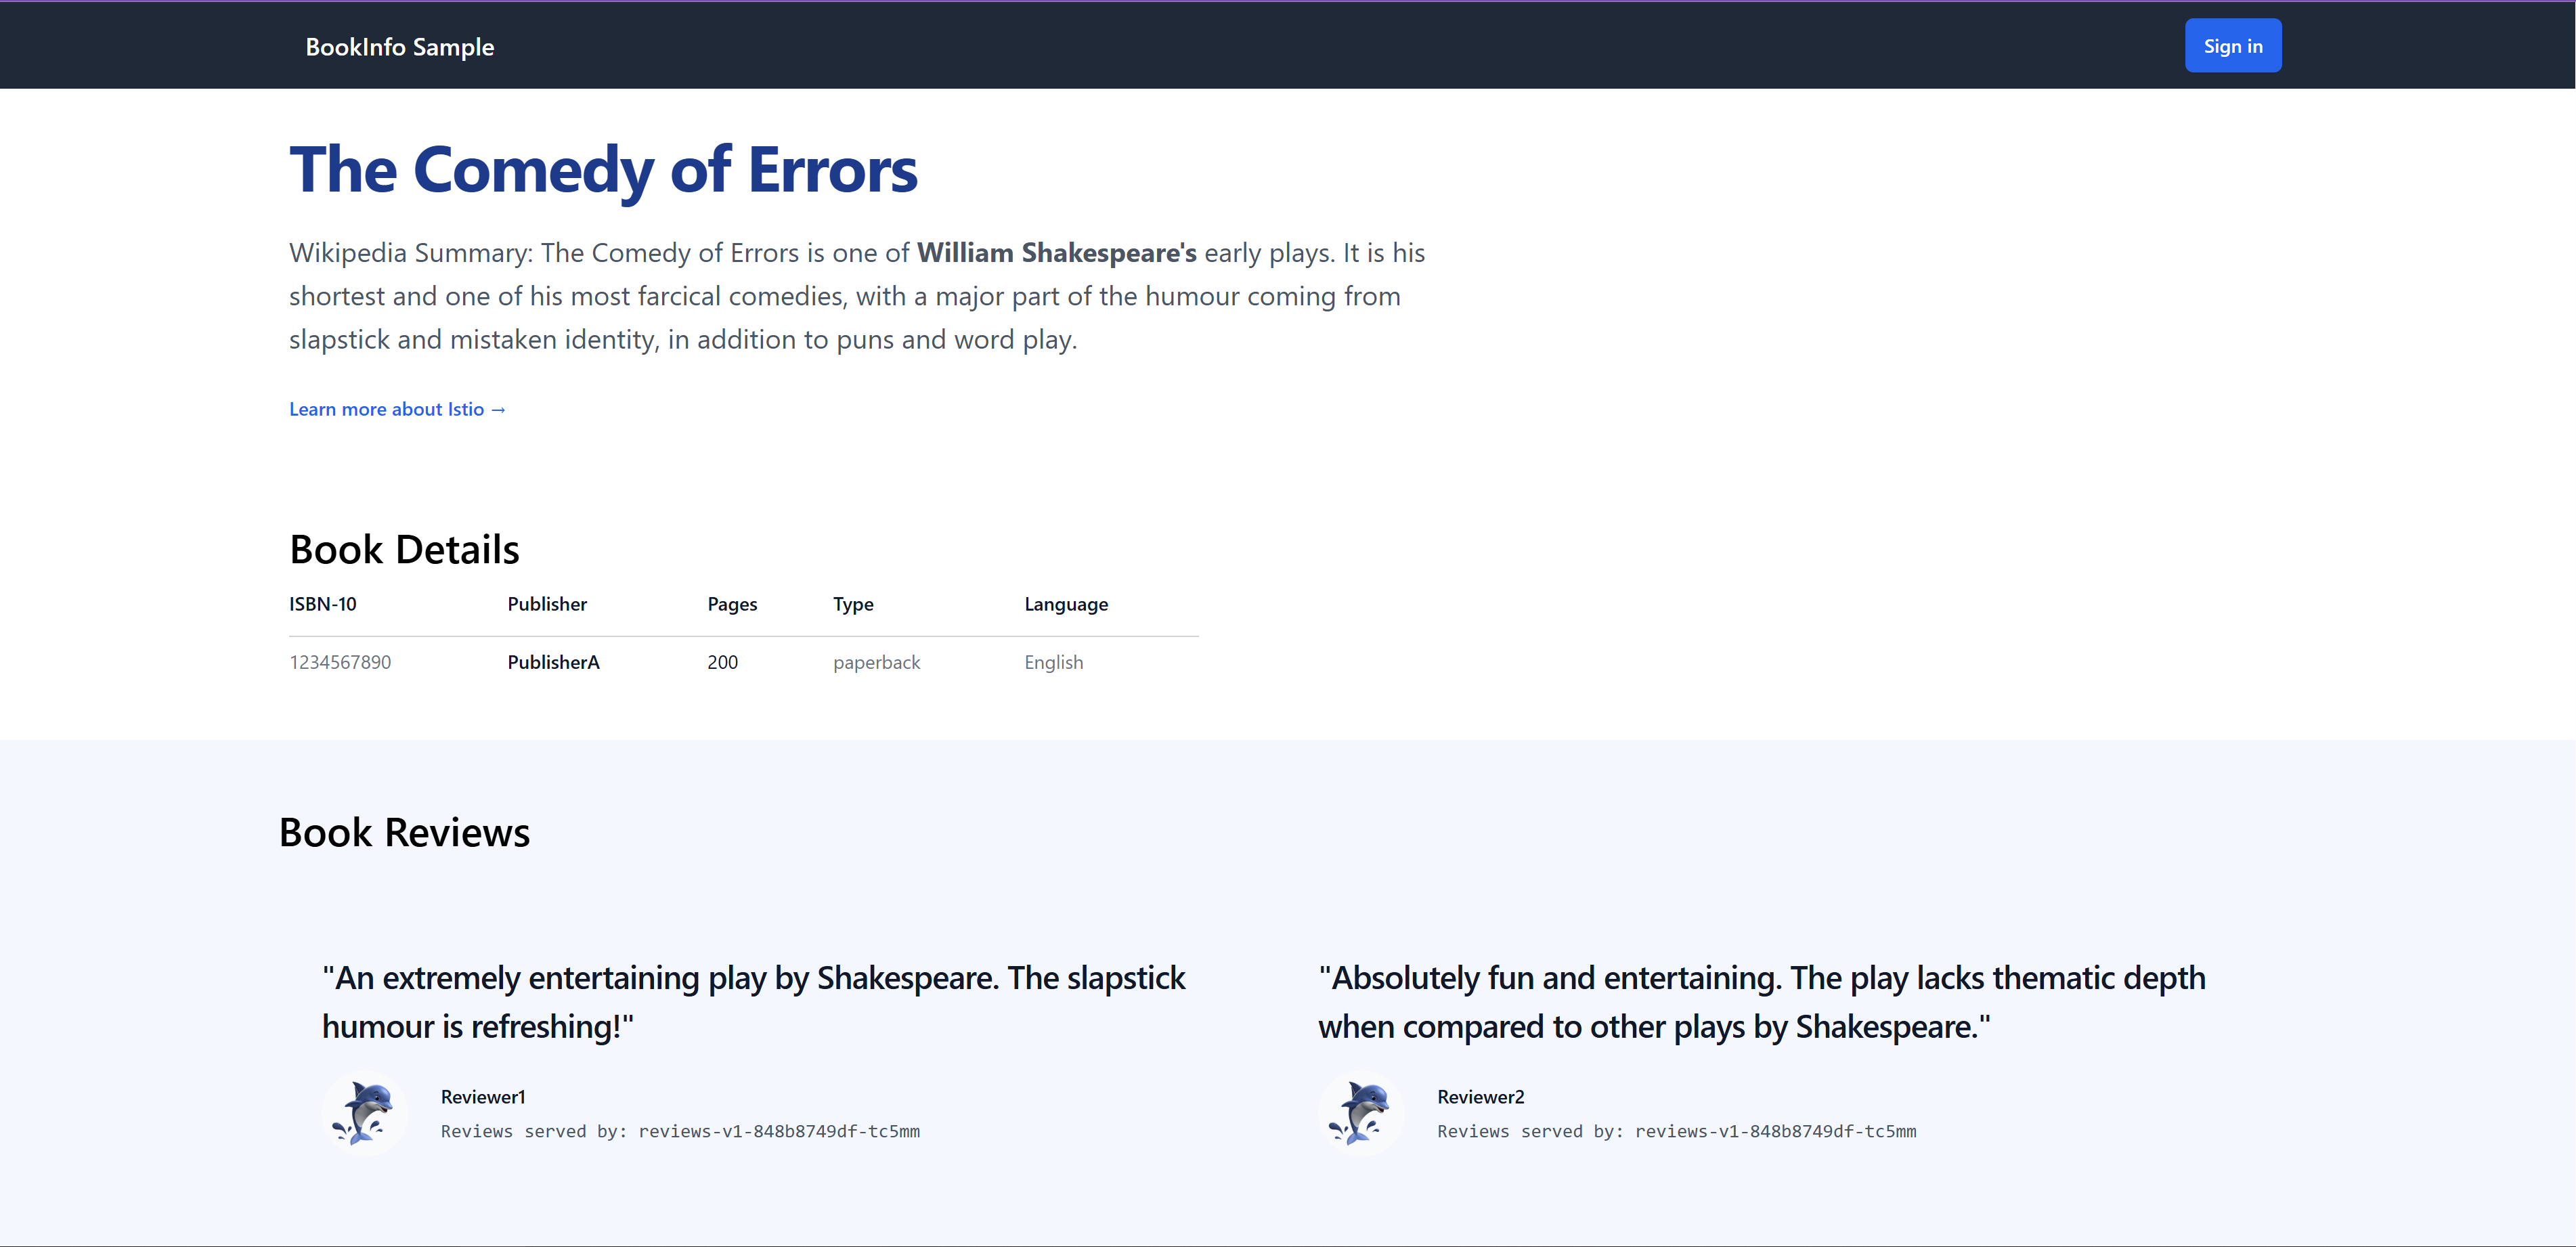 BookInfo Sample
Sign in
The Comedy of Errors
Wikipedia Summary: The Comedy of Errors is one of William Shakespeare's early plays. It is his
shortest and one of his most farcical comedies, with a major part of the humour coming from
slapstick and mistaken identity, in addition to puns and word play.
Learn more about Istio →
Book Details
ISBN-10 Publisher Pages Type Language
1234567890 PublisherA 200 paperback English
Book Reviews
"An extremely entertaining play by Shakespeare. The slapstick
humour is refreshing!"
Reviewer1
Reviews served by: reviews-v1-848b8749df-tc5mm
"Absolutely fun and entertaining. The play lacks thematic depth
when compared to other plays by Shakespeare."
Reviewer2
Reviews served by: reviews-v1-848b8749df-tc5mm